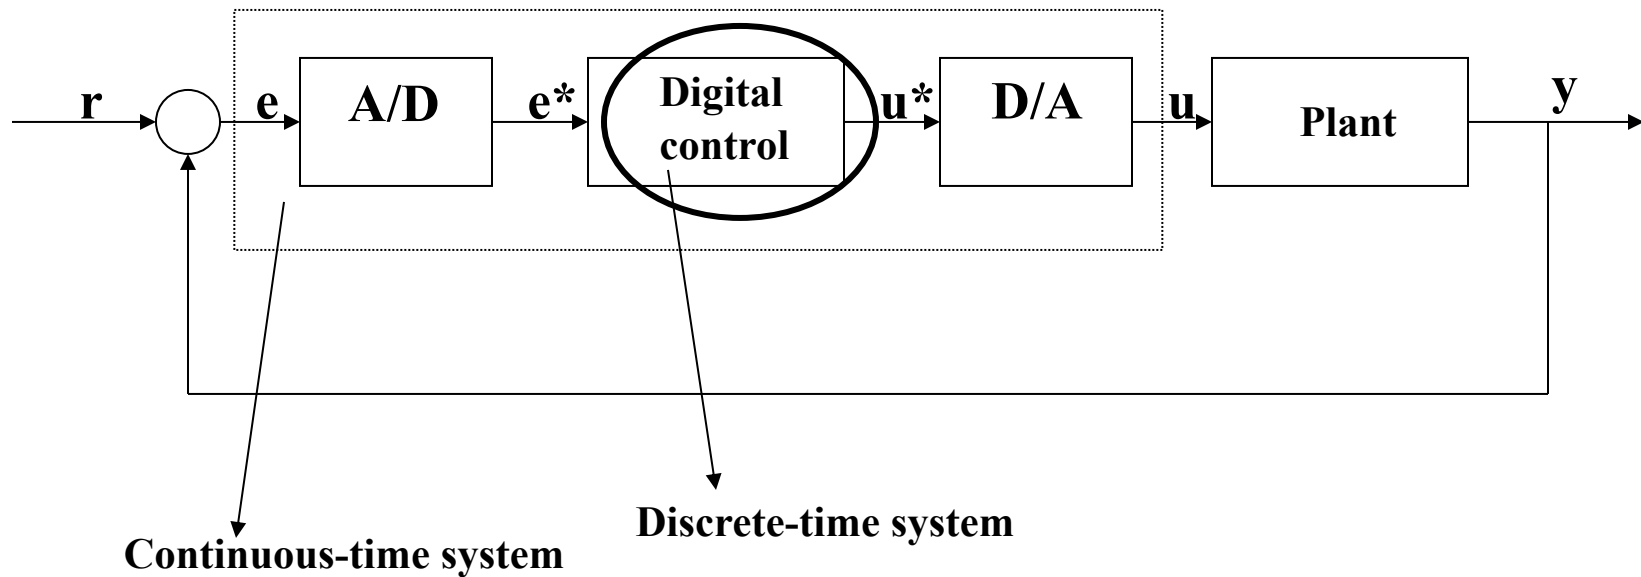 r
e
A/D
e*
Digital
control
u*
D/A
u
Plant
y
Continuous-time system
Discrete-time system